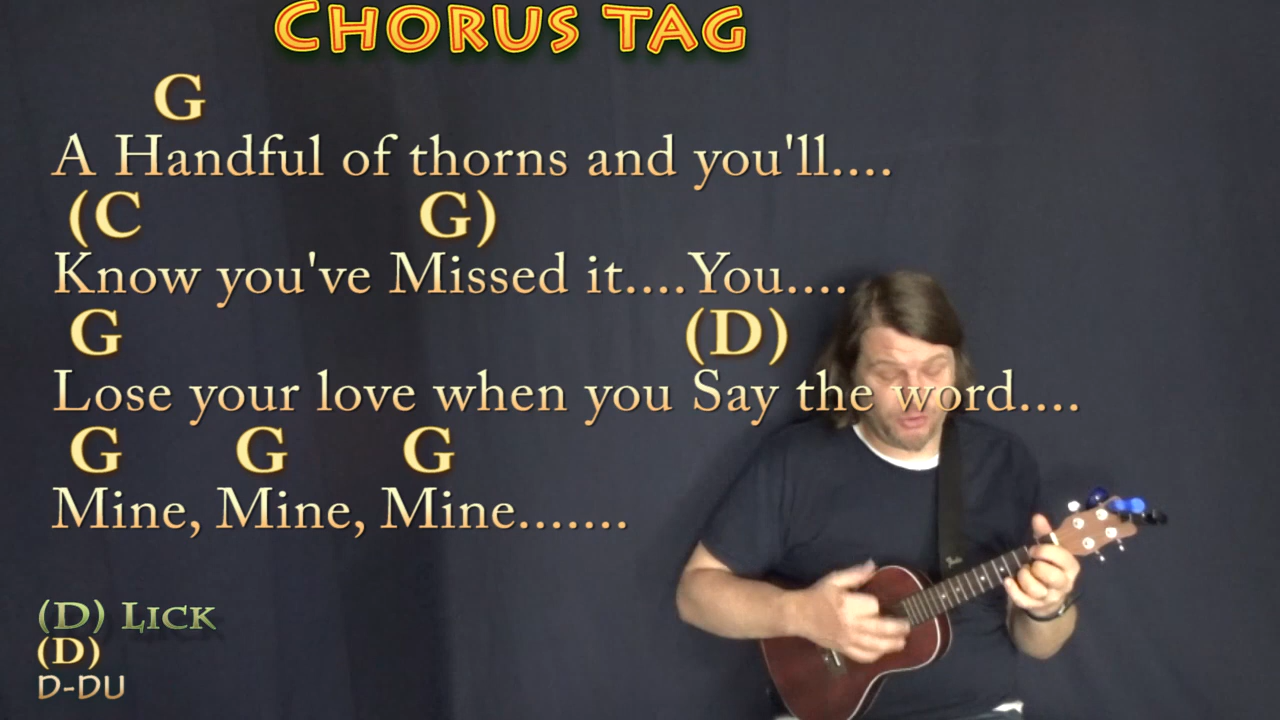 CHORUS TAG
G
A Handful of thorns and you'll....
(C G)
Know you've Missed it....You....
G (D)
Lose your love when you Say the word....
G G G
Mine, Mine, Mine.......
(D) LICK
(D)
D-DU